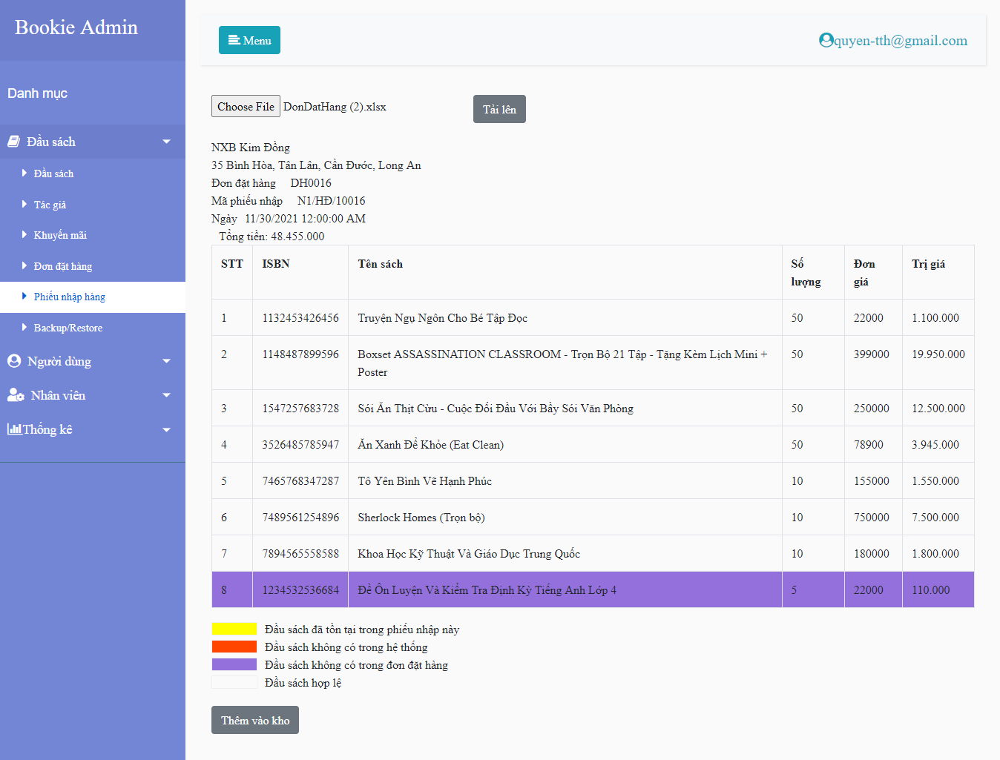 Bookie Admin
Menu
quyen-tth@gmail.com
Danh mục
Đầu sách
Đầu sách
Tác giả
Khuyến mãi
Đơn đặt hàng
Phiếu nhập hàng
Backup/Restore
Người dùng
Nhân viên
Thống kê
Choose File DonDatHang (2).xlsx
Tải lên
NXB Kim Đồng
35 Bình Hòa, Tân Lân, Cần Đước, Long An
Đơn đặt hàng DH0016
Mã phiếu nhập N1/HĐ/10016
Ngày 11/30/2021 12:00:00 AM
Tổng tiền: 48.455.000
STT ISBN Tên sách Số lượng Đơn giá Trị giá
1 1132453426456 Truyện Ngụ Ngôn Cho Bé Tập Đọc 50 22000 1.100.000
2 1148487899596 Boxset ASSASSINATION CLASSROOM - Trọn Bộ 21 Tập - Tặng Kèm Lịch Mini + Poster 50 399000 19.950.000
3 1547257683728 Sói Ăn Thịt Cừu - Cuộc Đối Đầu Với Bầy Sói Văn Phòng 50 250000 12.500.000
4 3526485785947 Ăn Xanh Để Khỏe (Eat Clean) 50 78900 3.945.000
5 7465768347287 Tô Yên Bình Vẽ Hạnh Phúc 10 155000 1.550.000
6 7489561254896 Sherlock Homes (Trọn bộ) 10 750000 7.500.000
7 7894565558588 Khoa Học Kỹ Thuật Và Giáo Dục Trung Quốc 10 180000 1.800.000
8 1234532536684 Đề Ôn Luyện Và Kiểm Tra Định Kỳ Tiếng Anh Lớp 4 5 22000 110.000
Đầu sách đã tồn tại trong phiếu nhập này
Đầu sách không có trong hệ thống
Đầu sách không có trong đơn đặt hàng
Đầu sách hợp lệ
Thêm vào kho